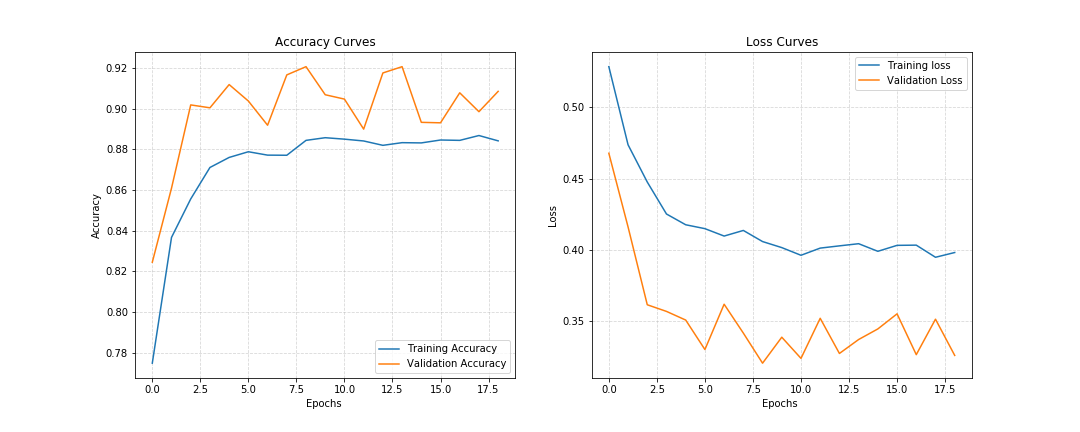 Accuracy Curves
0.92
0.90
0.88
0.86
0.84
0.82
0.80
0.78
Accuracy
0.0 2.5 5.0 7.5 10.0 12.5 15.0 17.5
Epochs
Training Accuracy
Validation Accuracy
Loss Curves
0.50
0.45
0.40
0.35
Loss
0.0 2.5 5.0 7.5 10.0 12.5 15.0 17.5
Epochs
Training loss
Validation Loss